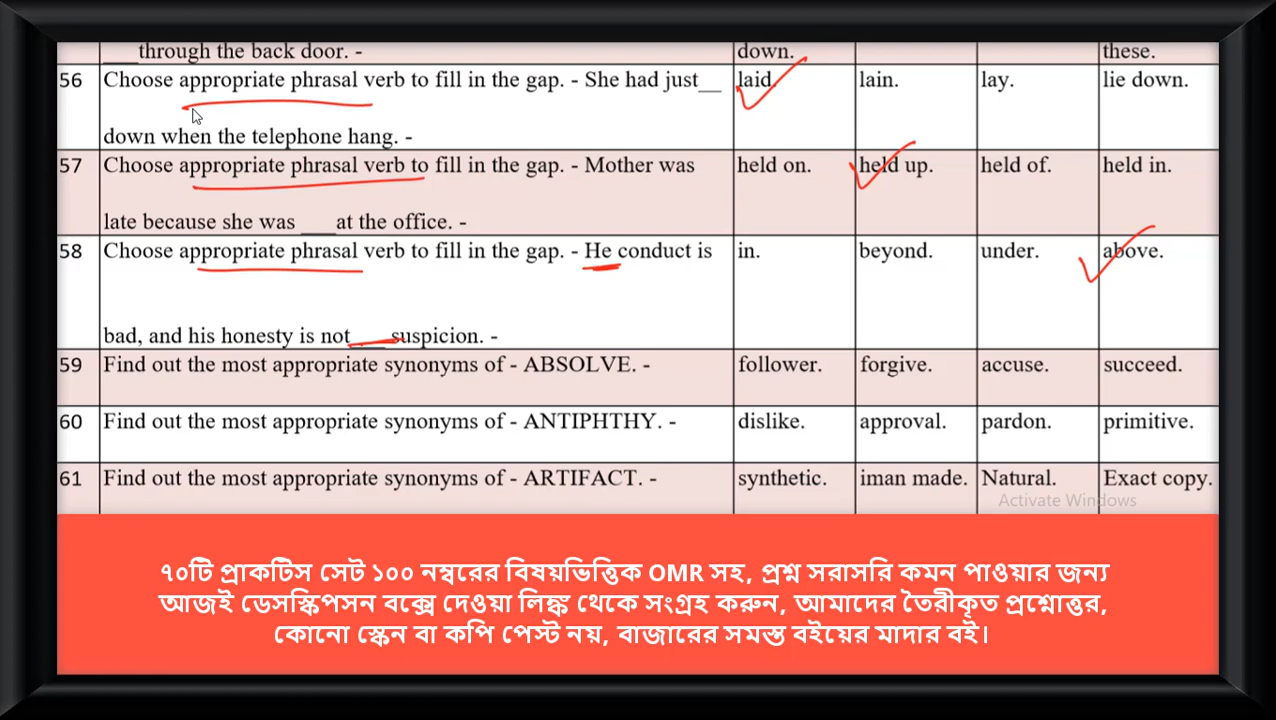 ___through the back door. - down. these.
56 Choose appropriate phrasal verb to fill in the gap. - She had just__ laid. lain. lay. lie down.
down when the telephone hang. -
57 Choose appropriate phrasal verb to fill in the gap. - Mother was held on. held up. held of. held in.
late because she was ___at the office. -
58 Choose appropriate phrasal verb to fill in the gap. - He conduct is in. beyond. under. above.
bad, and his honesty is not___ suspicion. -
59 Find out the most appropriate synonyms of - ABSOLVE. - follower. forgive. accuse. succeed.
60 Find out the most appropriate synonyms of - ANTIPHTHY. - dislike. approval. pardon. primitive.
61 Find out the most appropriate synonyms of - ARTIFACT. - synthetic. iman made. Natural. Exact copy.
Activate Windows
৭০টি প্রাকটিস সেট ১০০ নম্বরের বিষয়ভিত্তিক OMR সহ, প্রশ্ন সরাসরি কমন পাওয়ার জন্য
আজই ডেসস্ক্রিপসন বক্সে দেওয়া লিঙ্ক থেকে সংগ্রহ করুন, আমাদের তৈরীকৃত প্রশ্নোত্তর,
কোনো স্কেন বা কপি পেস্ট নয়, বাজারের সমস্ত বইয়ের মাদার বই।